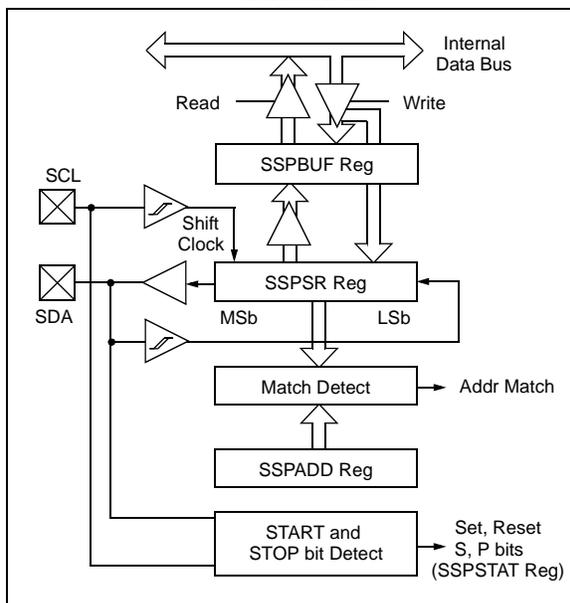 Internal
Data Bus
Read
Write
SSPBUF Reg
SCL
Shift
Clock
SSPSR Reg
SDA
MSb
LSb
Match Detect
Addr Match
SSPADD Reg
START and
STOP bit Detect
Set, Reset
S, P bits
(SSPSTAT Reg)